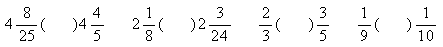 4 8/25 (　　) 4 4/5　　2 1/8 (　　) 2 3/24　　2/3 (　　) 3/5　　1/9 (　　) 1/10